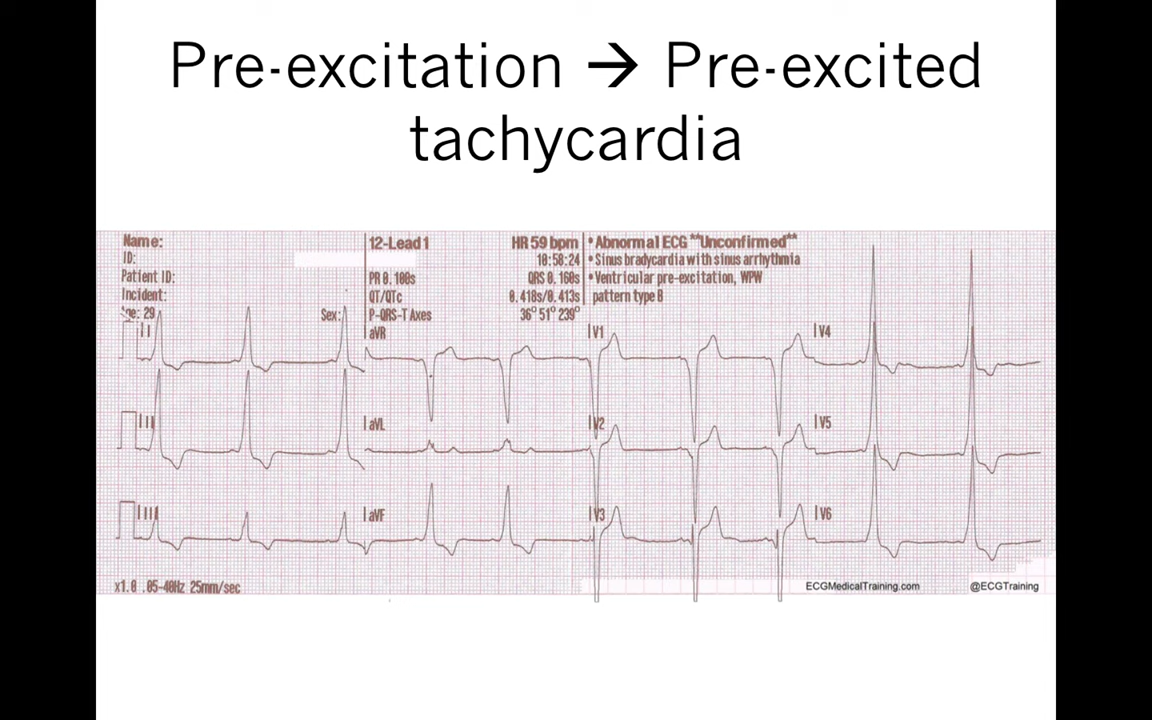 Pre-excitation → Pre-excited
tachycardia
Name:
ID:
Patient ID:
Incident:
Age: 29
Sex:
12-Lead 1
HR 59 bpm
10:58:24
PR 0.100s
QRS 0.160s
QT/QTc
0.418s/0.413s
P-QRS-T Axes
36° 51° 239°
• Abnormal ECG **Unconfirmed**
• Sinus bradycardia with sinus arrhythmia
• Ventricular pre-excitation, WPW
pattern type B
I
aVR
V1
V4
II
aVL
V2
V5
III
aVF
V3
V6
x1.0 .05-40Hz 25mm/sec
ECGMedicalTraining.com
@ECGTraining